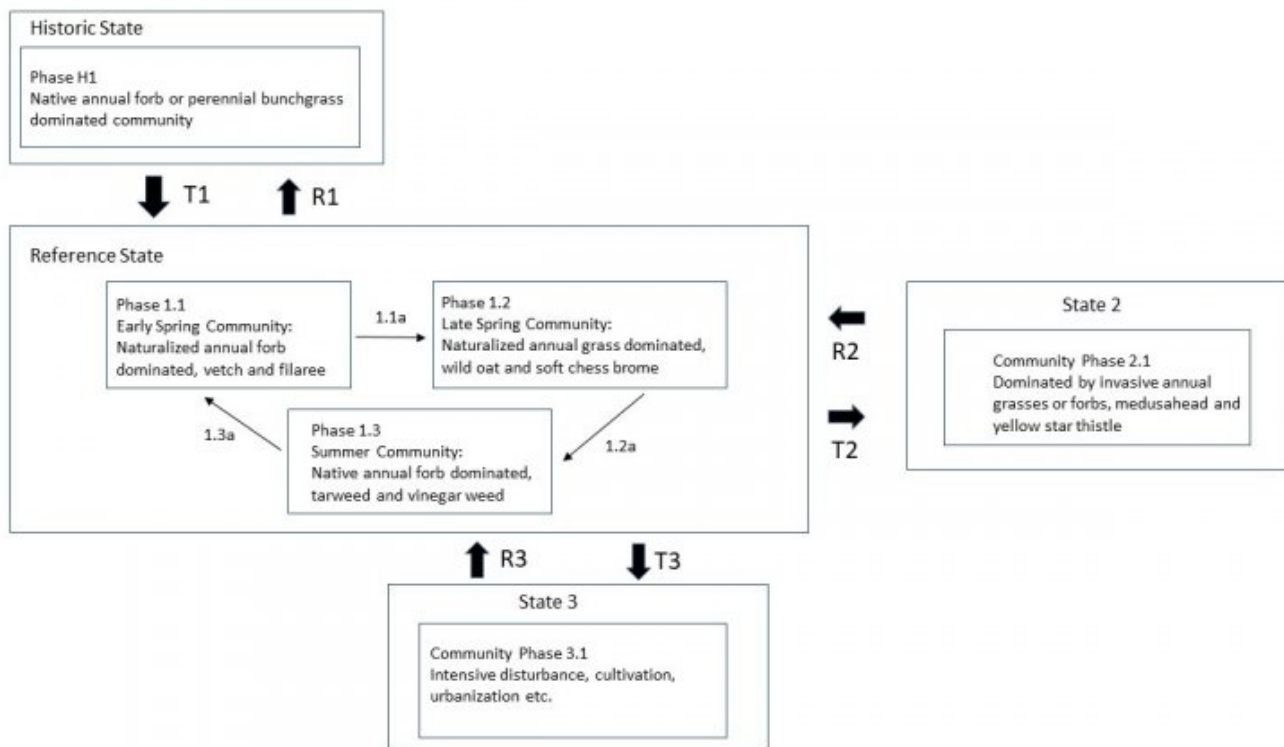 Historic State
Phase H1
Native annual forb or perennial bunchgrass
dominated community
T1
R1
Reference State
Phase 1.1
Early Spring Community:
Naturalized annual forb
dominated, vetch and filaree
1.1a
Phase 1.2
Late Spring Community:
Naturalized annual grass dominated,
wild oat and soft chess brome
1.3a
Phase 1.3
Summer Community:
Native annual forb dominated,
tarweed and vinegar weed
1.2a
R2
T2
State 2
Community Phase 2.1
Dominated by invasive annual
grasses or forbs, medusahead and
yellow star thistle
R3
T3
State 3
Community Phase 3.1
Intensive disturbance, cultivation,
urbanization etc.